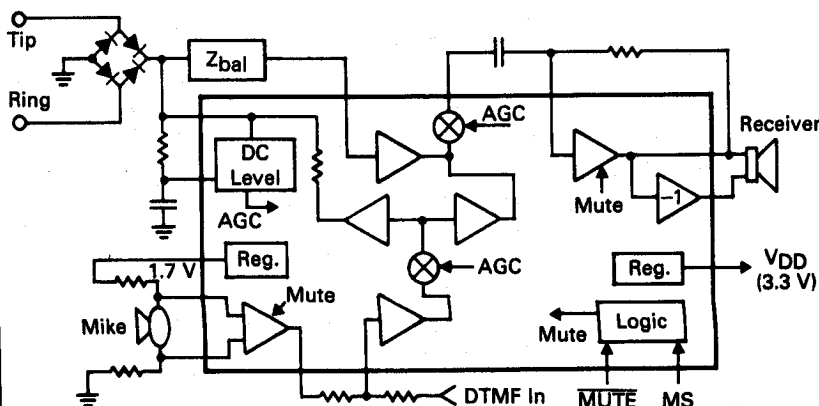 Tip
Ring
Zbal
AGC
Receiver
DC
Level
AGC
Mute
-1
1.7 V
Reg.
AGC
Reg.
VDD
(3.3 V)
Mike
Mute
Mute
Logic
DTMF In
MUTE
MS